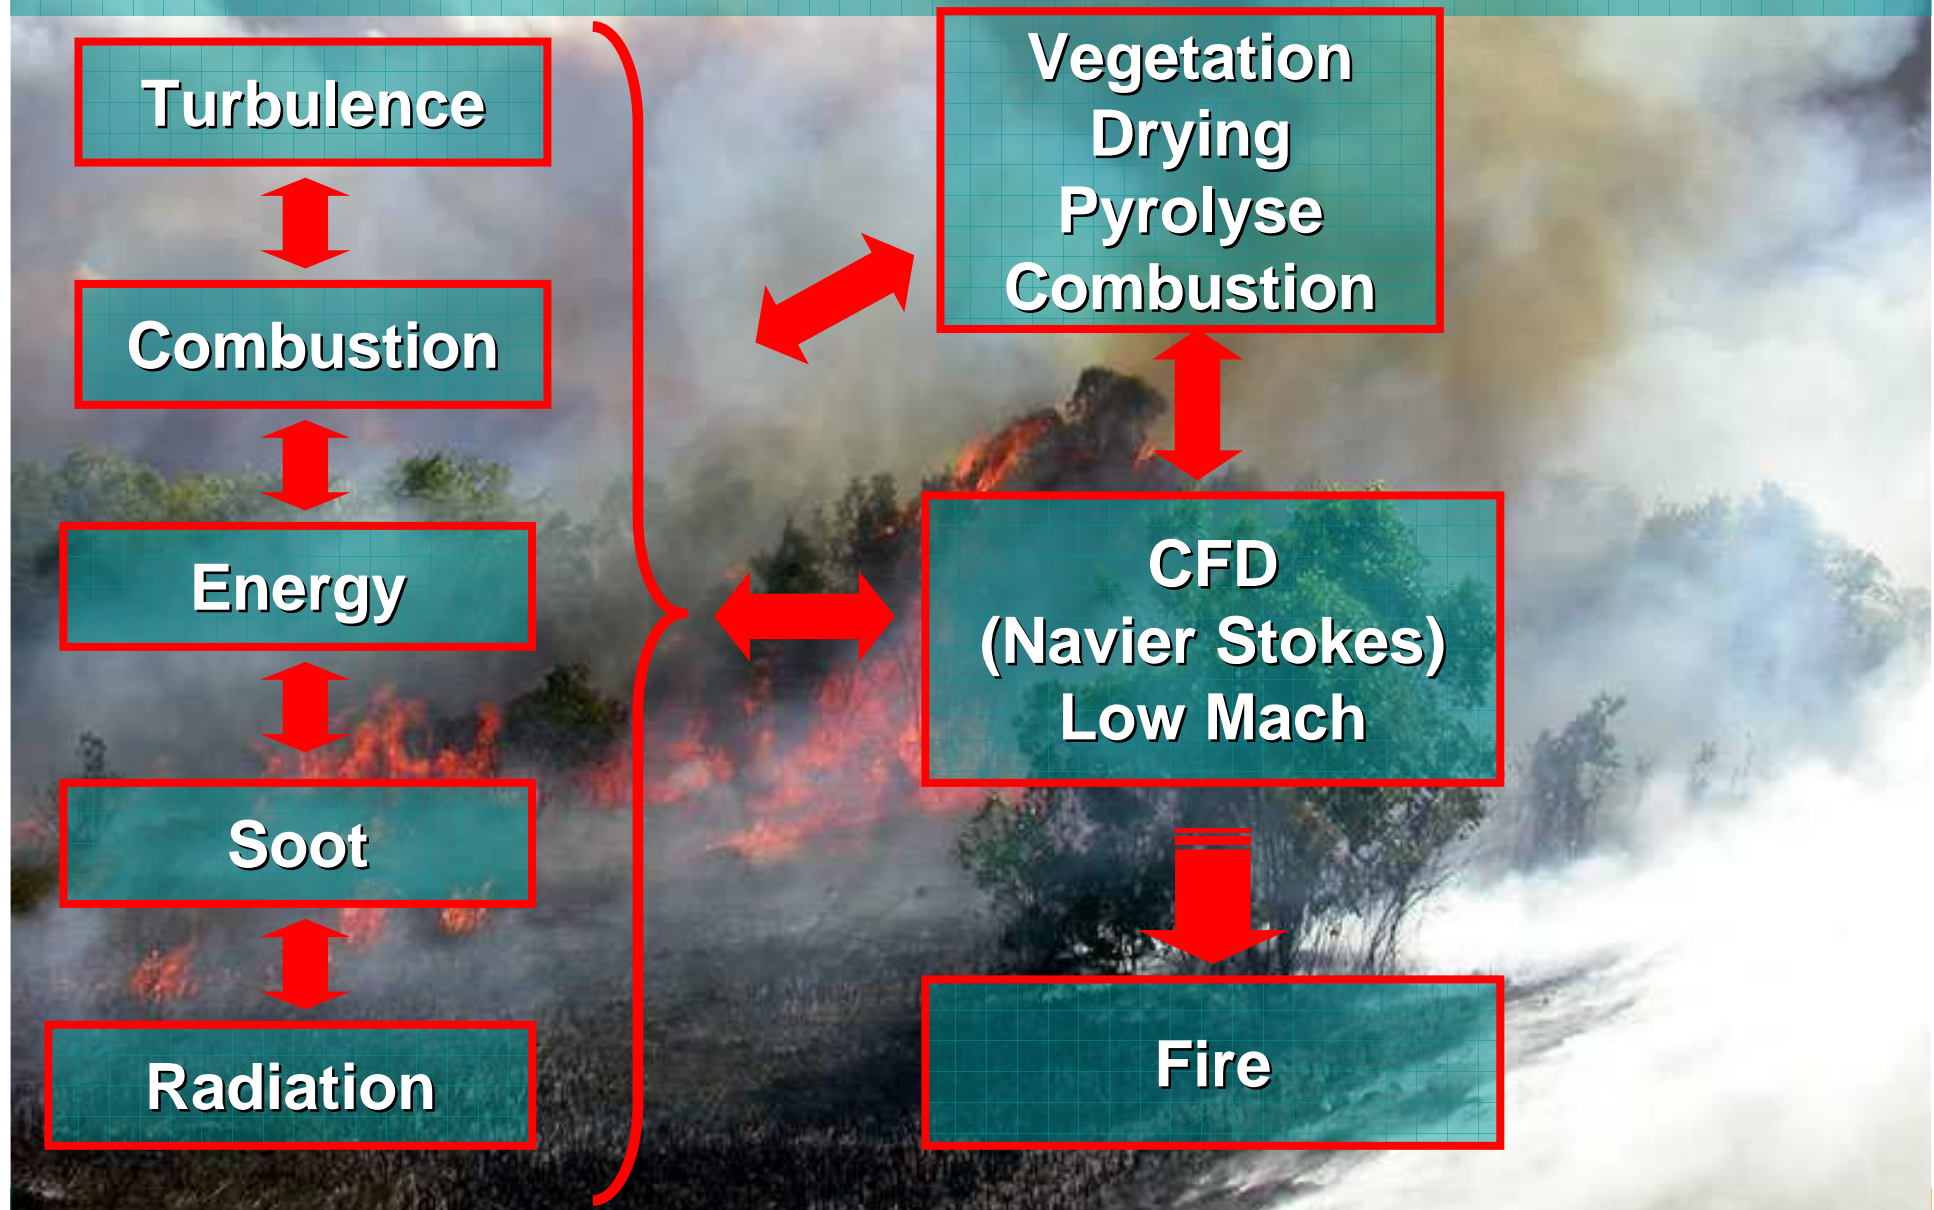 Turbulence
Combustion
Energy
Soot
Radiation
Vegetation
Drying
Pyrolyse
Combustion
CFD
(Navier Stokes)
Low Mach
Fire